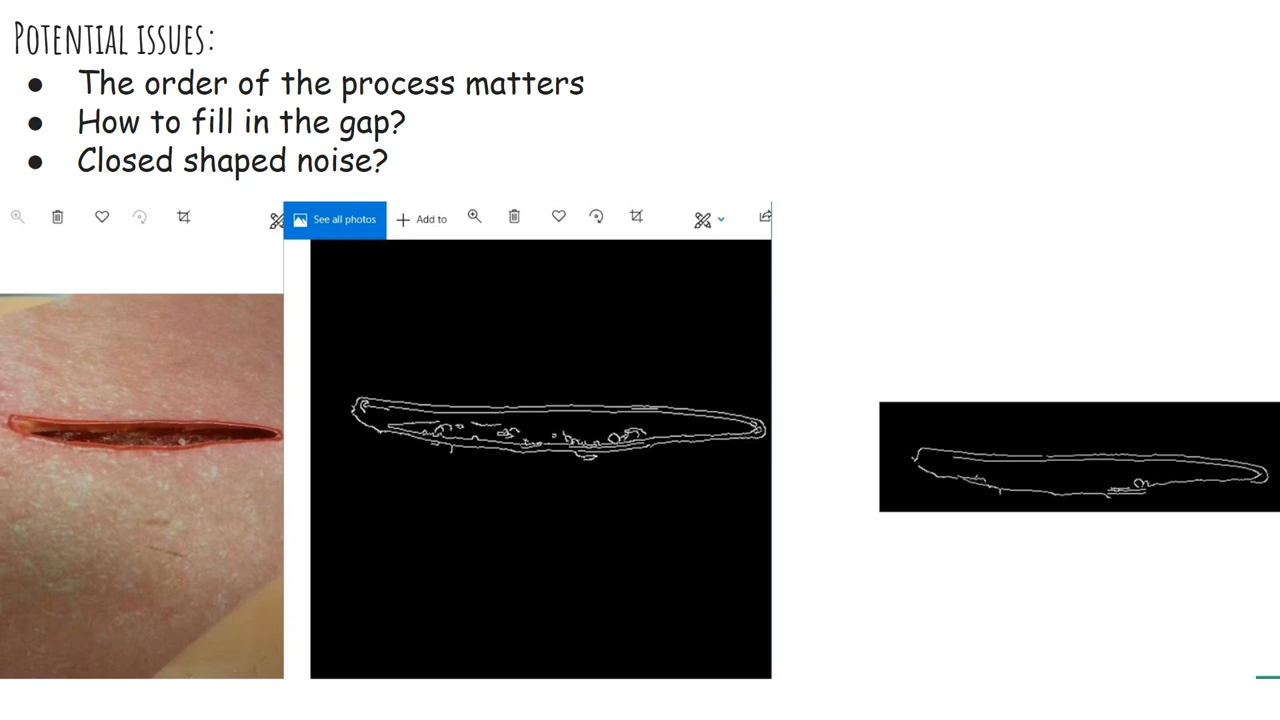 Potential issues:
● The order of the process matters
● How to fill in the gap?
● Closed shaped noise?
See all photos
Add to